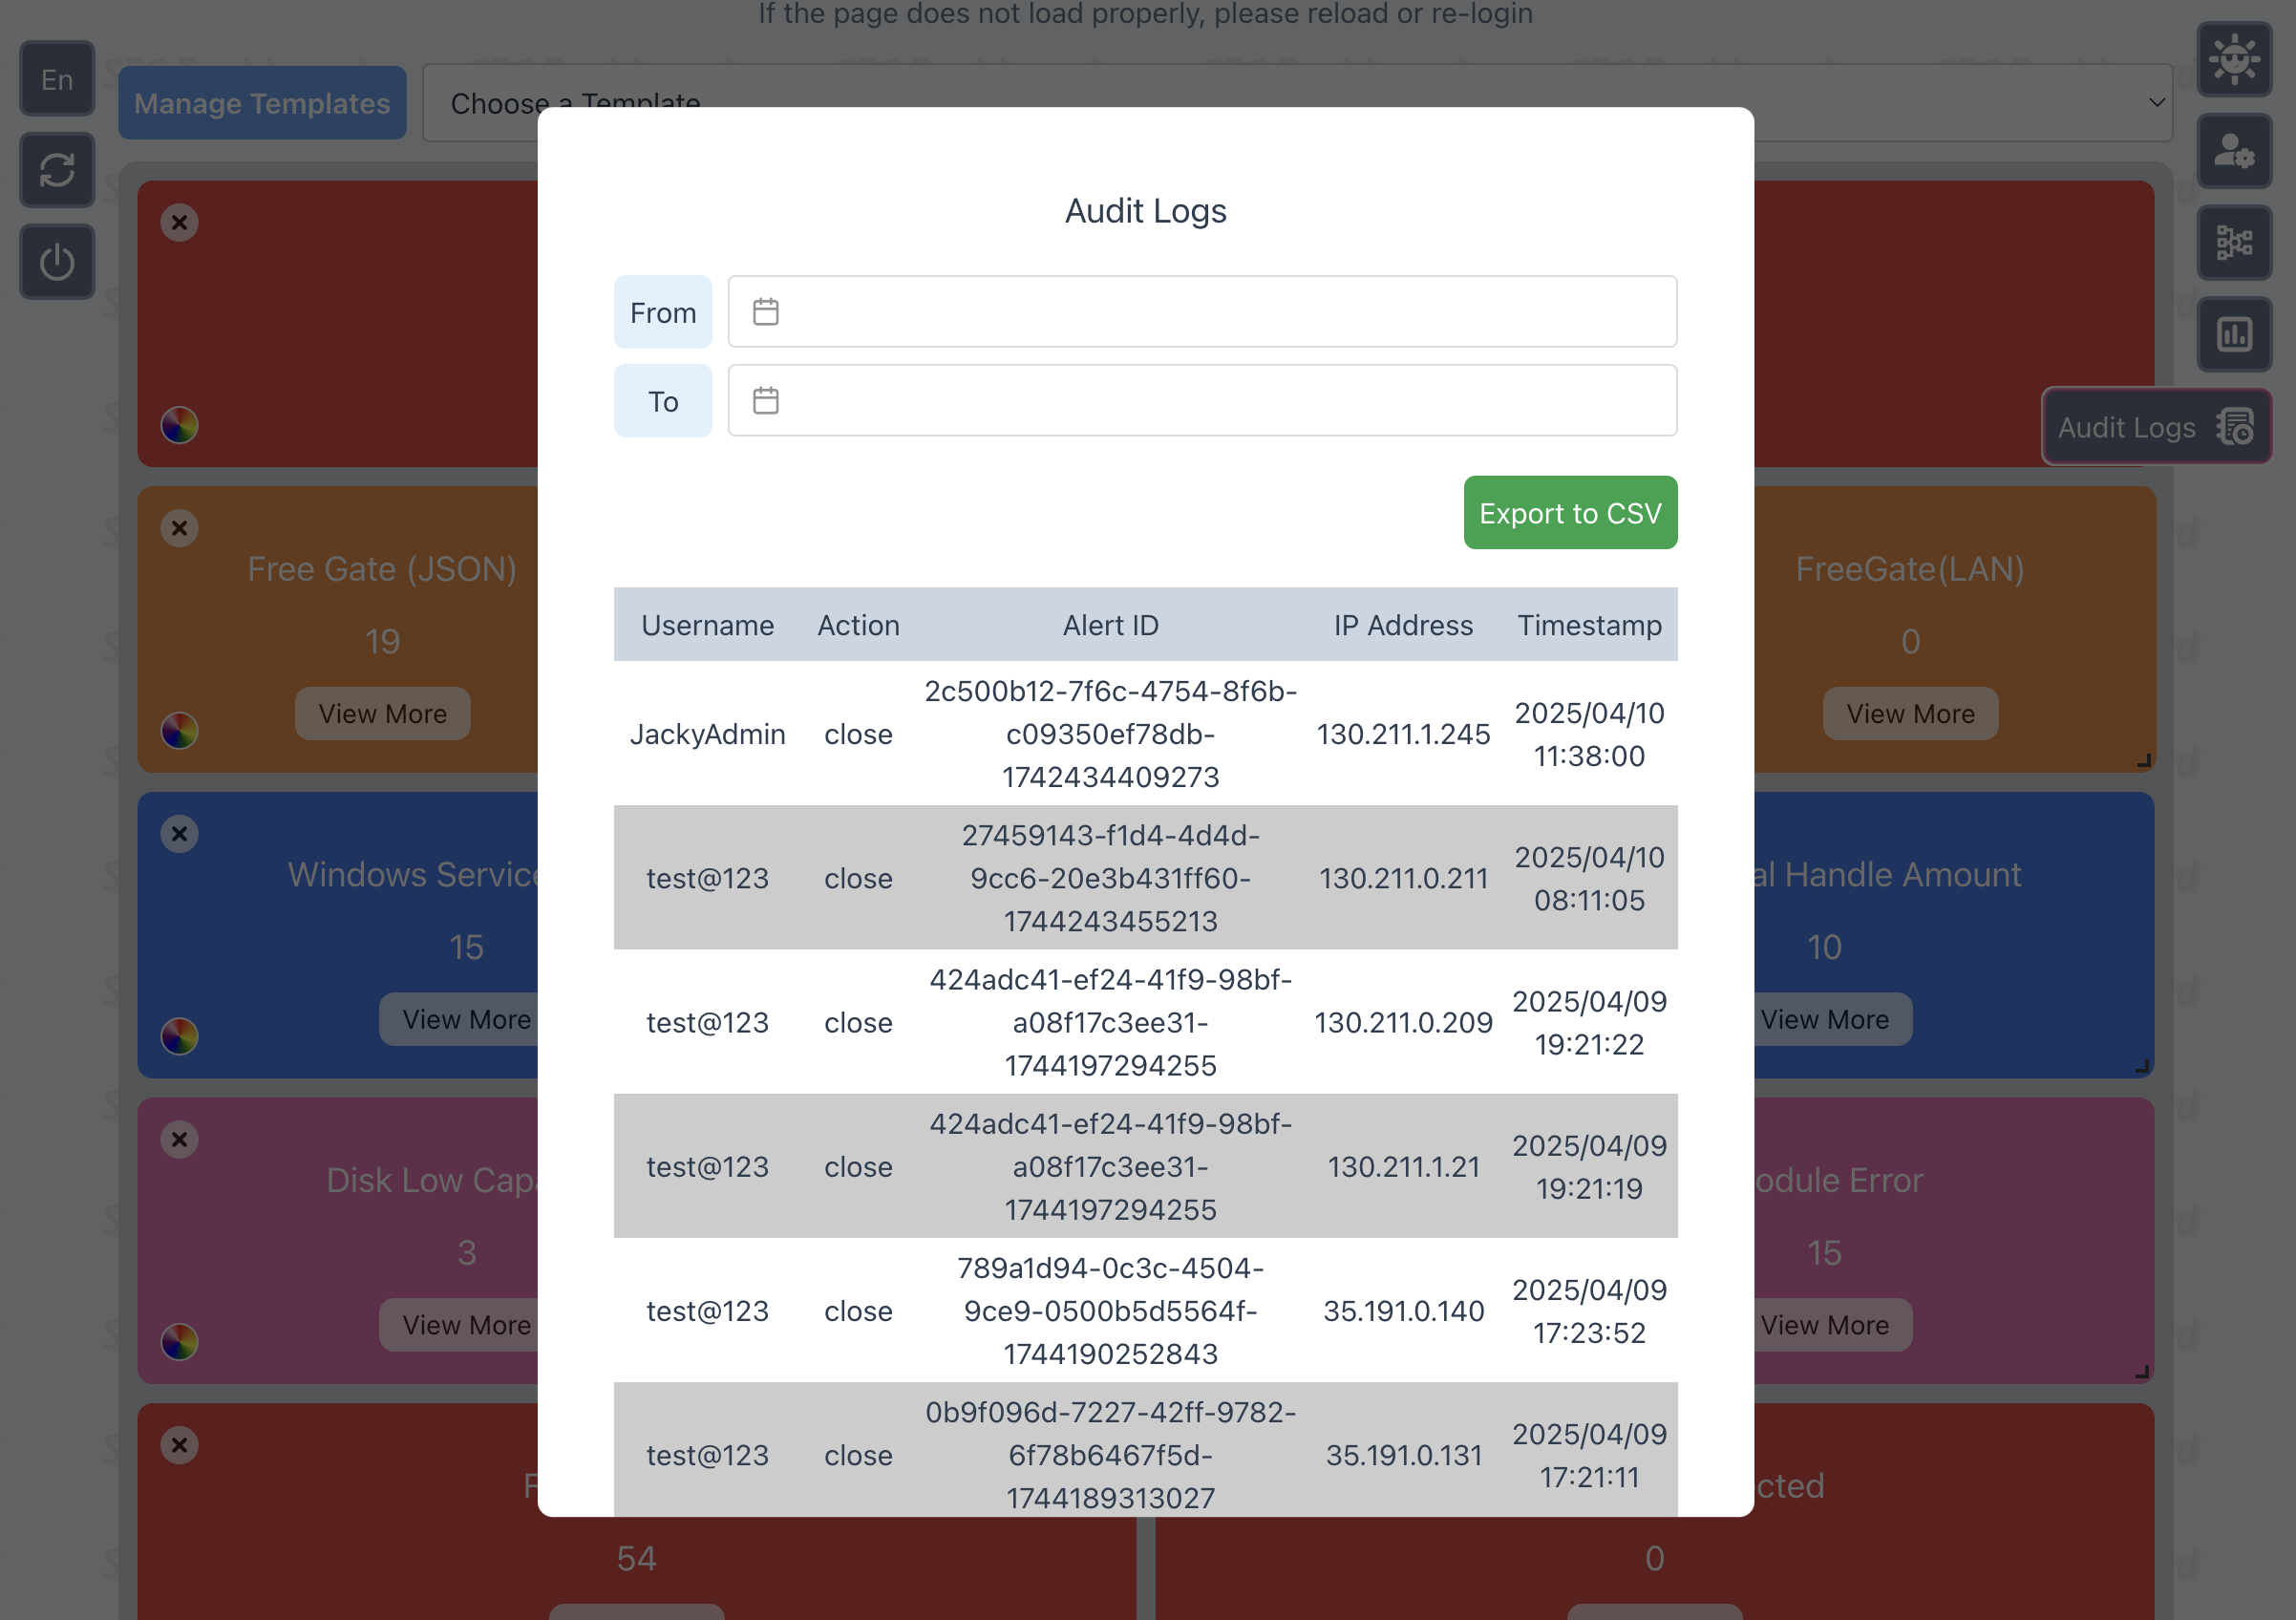 If the page does not load properly, please reload or re-login
En
Manage Templates
Choose a Template
Audit Logs
From
To
Export to CSV
Username Action Alert ID IP Address Timestamp
JackyAdmin close 2c500b12-7f6c-4754-8f6b-
c09350ef78db-
1742434409273 130.211.1.245 2025/04/10
11:38:00
test@123 close 27459143-f1d4-4d4d-
9cc6-20e3b431ff60-
1744243455213 130.211.0.211 2025/04/10
08:11:05
test@123 close 424adc41-ef24-41f9-98bf-
a08f17c3ee31-
1744197294255 130.211.0.209 2025/04/09
19:21:22
test@123 close 424adc41-ef24-41f9-98bf-
a08f17c3ee31-
1744197294255 130.211.1.21 2025/04/09
19:21:19
test@123 close 789a1d94-0c3c-4504-
9ce9-0500b5d5564f-
1744190252843 35.191.0.140 2025/04/09
17:23:52
test@123 close 0b9f096d-7227-42ff-9782-
6f78b6467f5d-
1744189313027 35.191.0.131 2025/04/09
17:21:11
Audit Logs
Free Gate (JSON)
19
View More
FreeGate(LAN)
0
View More
Windows Service
15
View More
Handle Amount
10
View More
Disk Low
3
View More
Error
15
View More
54
0